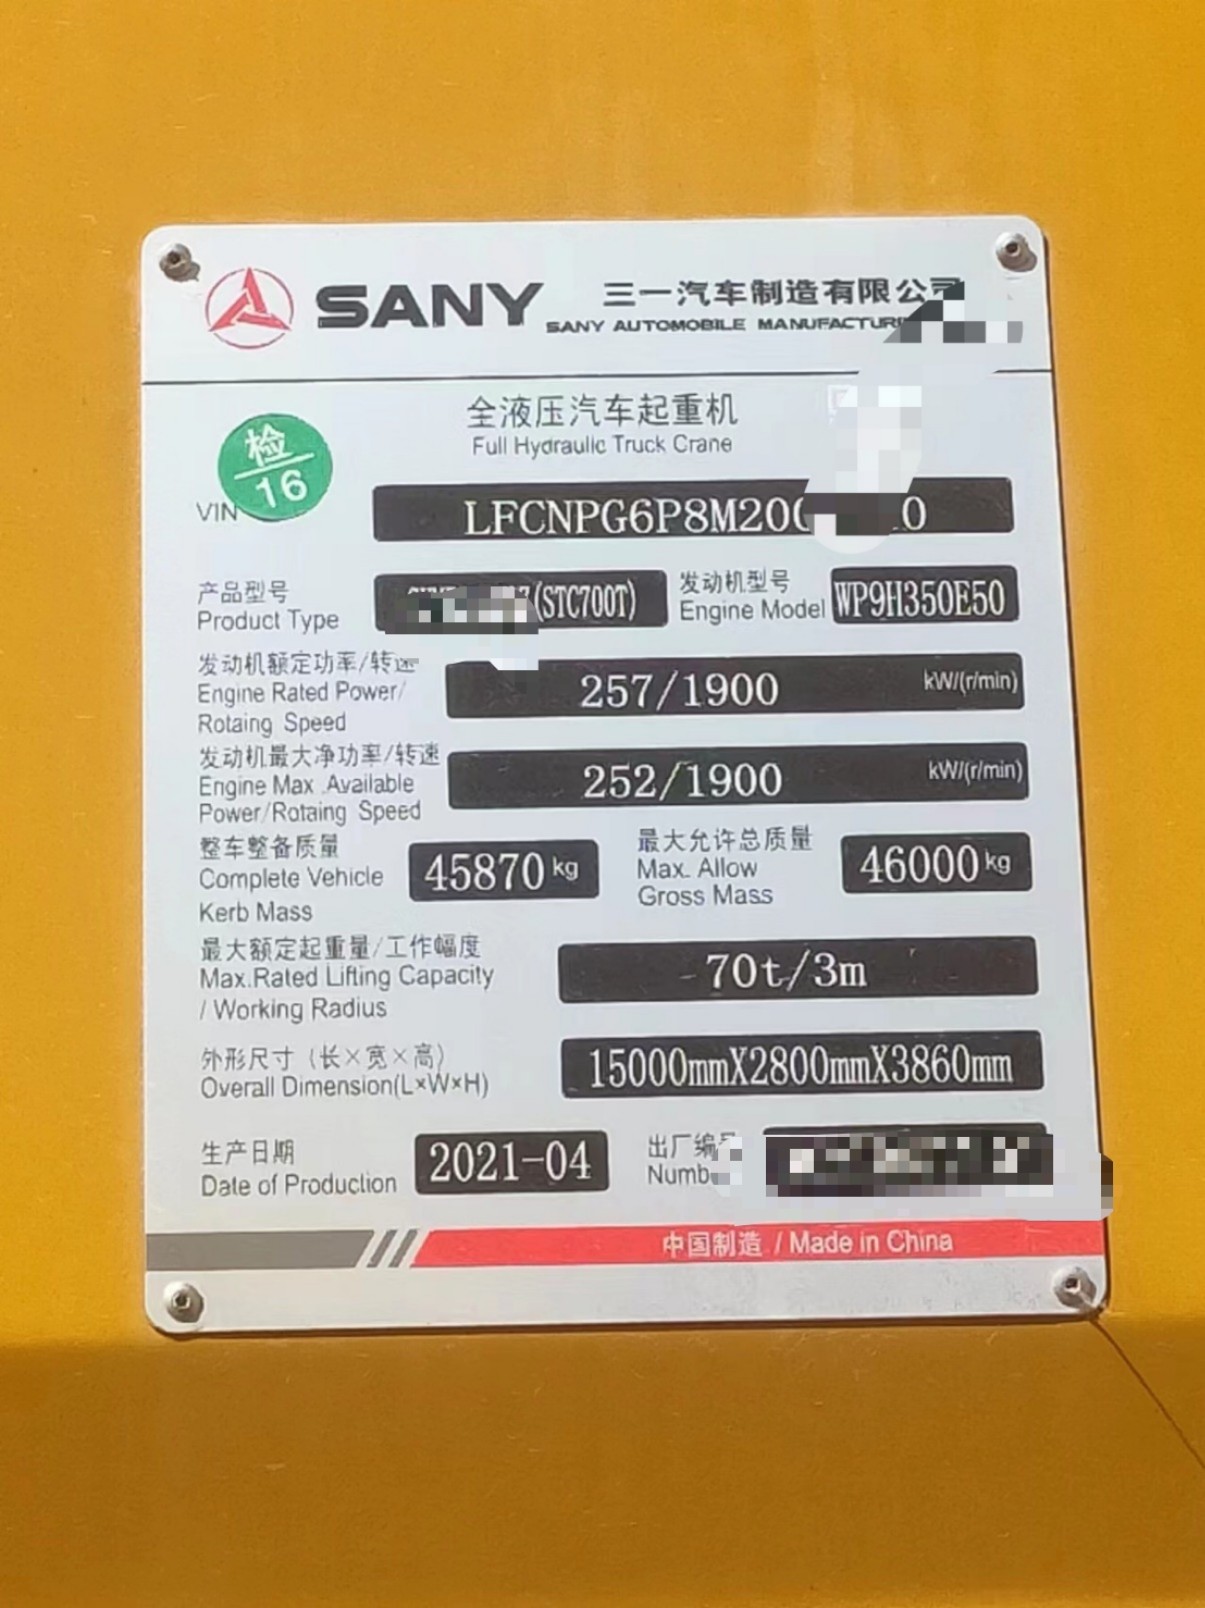 SANY 三一汽车制造有限公司
SANY AUTOMOBILE
全液压汽车起重机
Full Hydraulic Truck Crane
检
16
VIN LFCNPG6P8M20
产品型号 发动机型号
Product Type (STC700T) Engine Model WP9H350E50
发动机额定功率/转速
Engine Rated Power/ 257/1900 kW/(r/min)
Rotaing Speed
发动机最大净功率/转速
Engine Max .Available 252/1900 kW/(r/min)
Power/Rotaing Speed
整车整备质量 最大允许总质量
Complete Vehicle 45870 kg Max. Allow 46000 kg
Kerb Mass Gross Mass
最大额定起重量/工作幅度
Max.Rated Lifting Capacity 70t/3m
/ Working Radius
外形尺寸 (长×宽×高)
Overall Dimension(L×W×H) 15000mmX2800mmX3860mm
生产日期 出厂编号
Date of Production 2021-04
中国制造 / Made in China